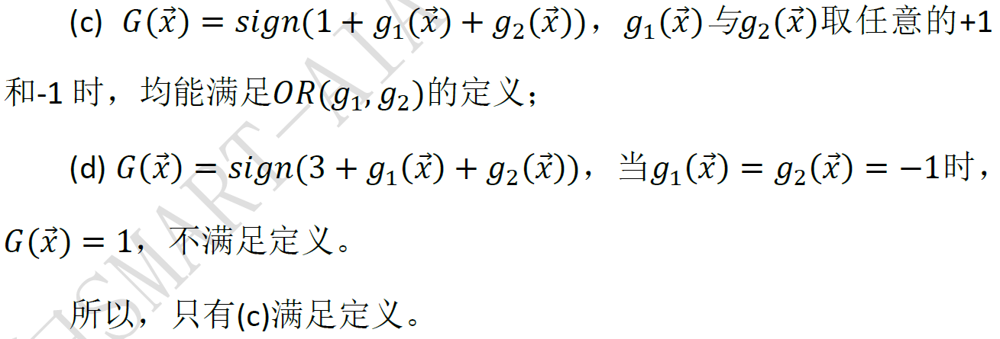 (c) $G(\vec{x}) = sign(1 + g_1(\vec{x}) + g_2(\vec{x}))$，$g_1(\vec{x})$与$g_2(\vec{x})$取任意的+1
和-1 时，均能满足$OR(g_1, g_2)$的定义；
(d) $G(\vec{x}) = sign(3 + g_1(\vec{x}) + g_2(\vec{x}))$，当$g_1(\vec{x}) = g_2(\vec{x}) = -1$时，
$G(\vec{x}) = 1$，不满足定义。
所以，只有(c)满足定义。
SMART-AIA